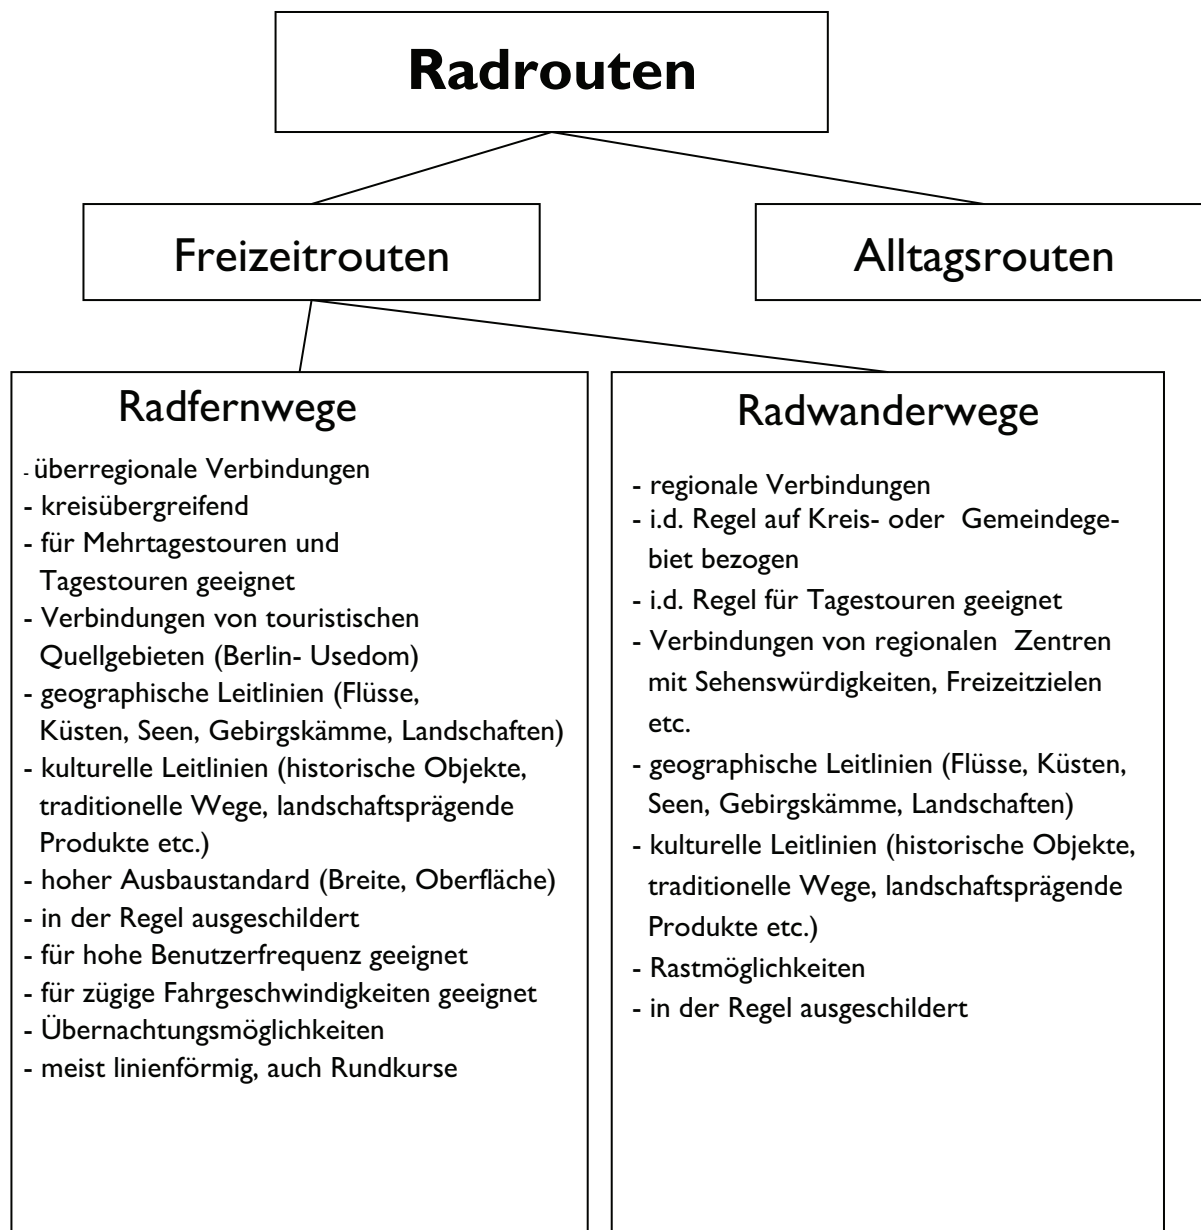 Radrouten
Freizeitrouten
Alltagsrouten
Radfernwege
- überregionale Verbindungen
- kreisübergreifend
- für Mehrtagestouren und
Tagestouren geeignet
- Verbindungen von touristischen
Quellgebieten (Berlin- Usedom)
- geographische Leitlinien (Flüsse,
Küsten, Seen, Gebirgskämme, Landschaften)
- kulturelle Leitlinien (historische Objekte,
traditionelle Wege, landschaftsprägende
Produkte etc.)
- hoher Ausbaustandard (Breite, Oberfläche)
- in der Regel ausgeschildert
- für hohe Benutzerfrequenz geeignet
- für zügige Fahrgeschwindigkeiten geeignet
- Übernachtungsmöglichkeiten
- meist linienförmig, auch Rundkurse
Radwanderwege
- regionale Verbindungen
- i.d. Regel auf Kreis- oder Gemeindege-
biet bezogen
- i.d. Regel für Tagestouren geeignet
- Verbindungen von regionalen Zentren
mit Sehenswürdigkeiten, Freizeitzielen
etc.
- geographische Leitlinien (Flüsse, Küsten,
Seen, Gebirgskämme, Landschaften)
- kulturelle Leitlinien (historische Objekte,
traditionelle Wege, landschaftsprägende
Produkte etc.)
- Rastmöglichkeiten
- in der Regel ausgeschildert